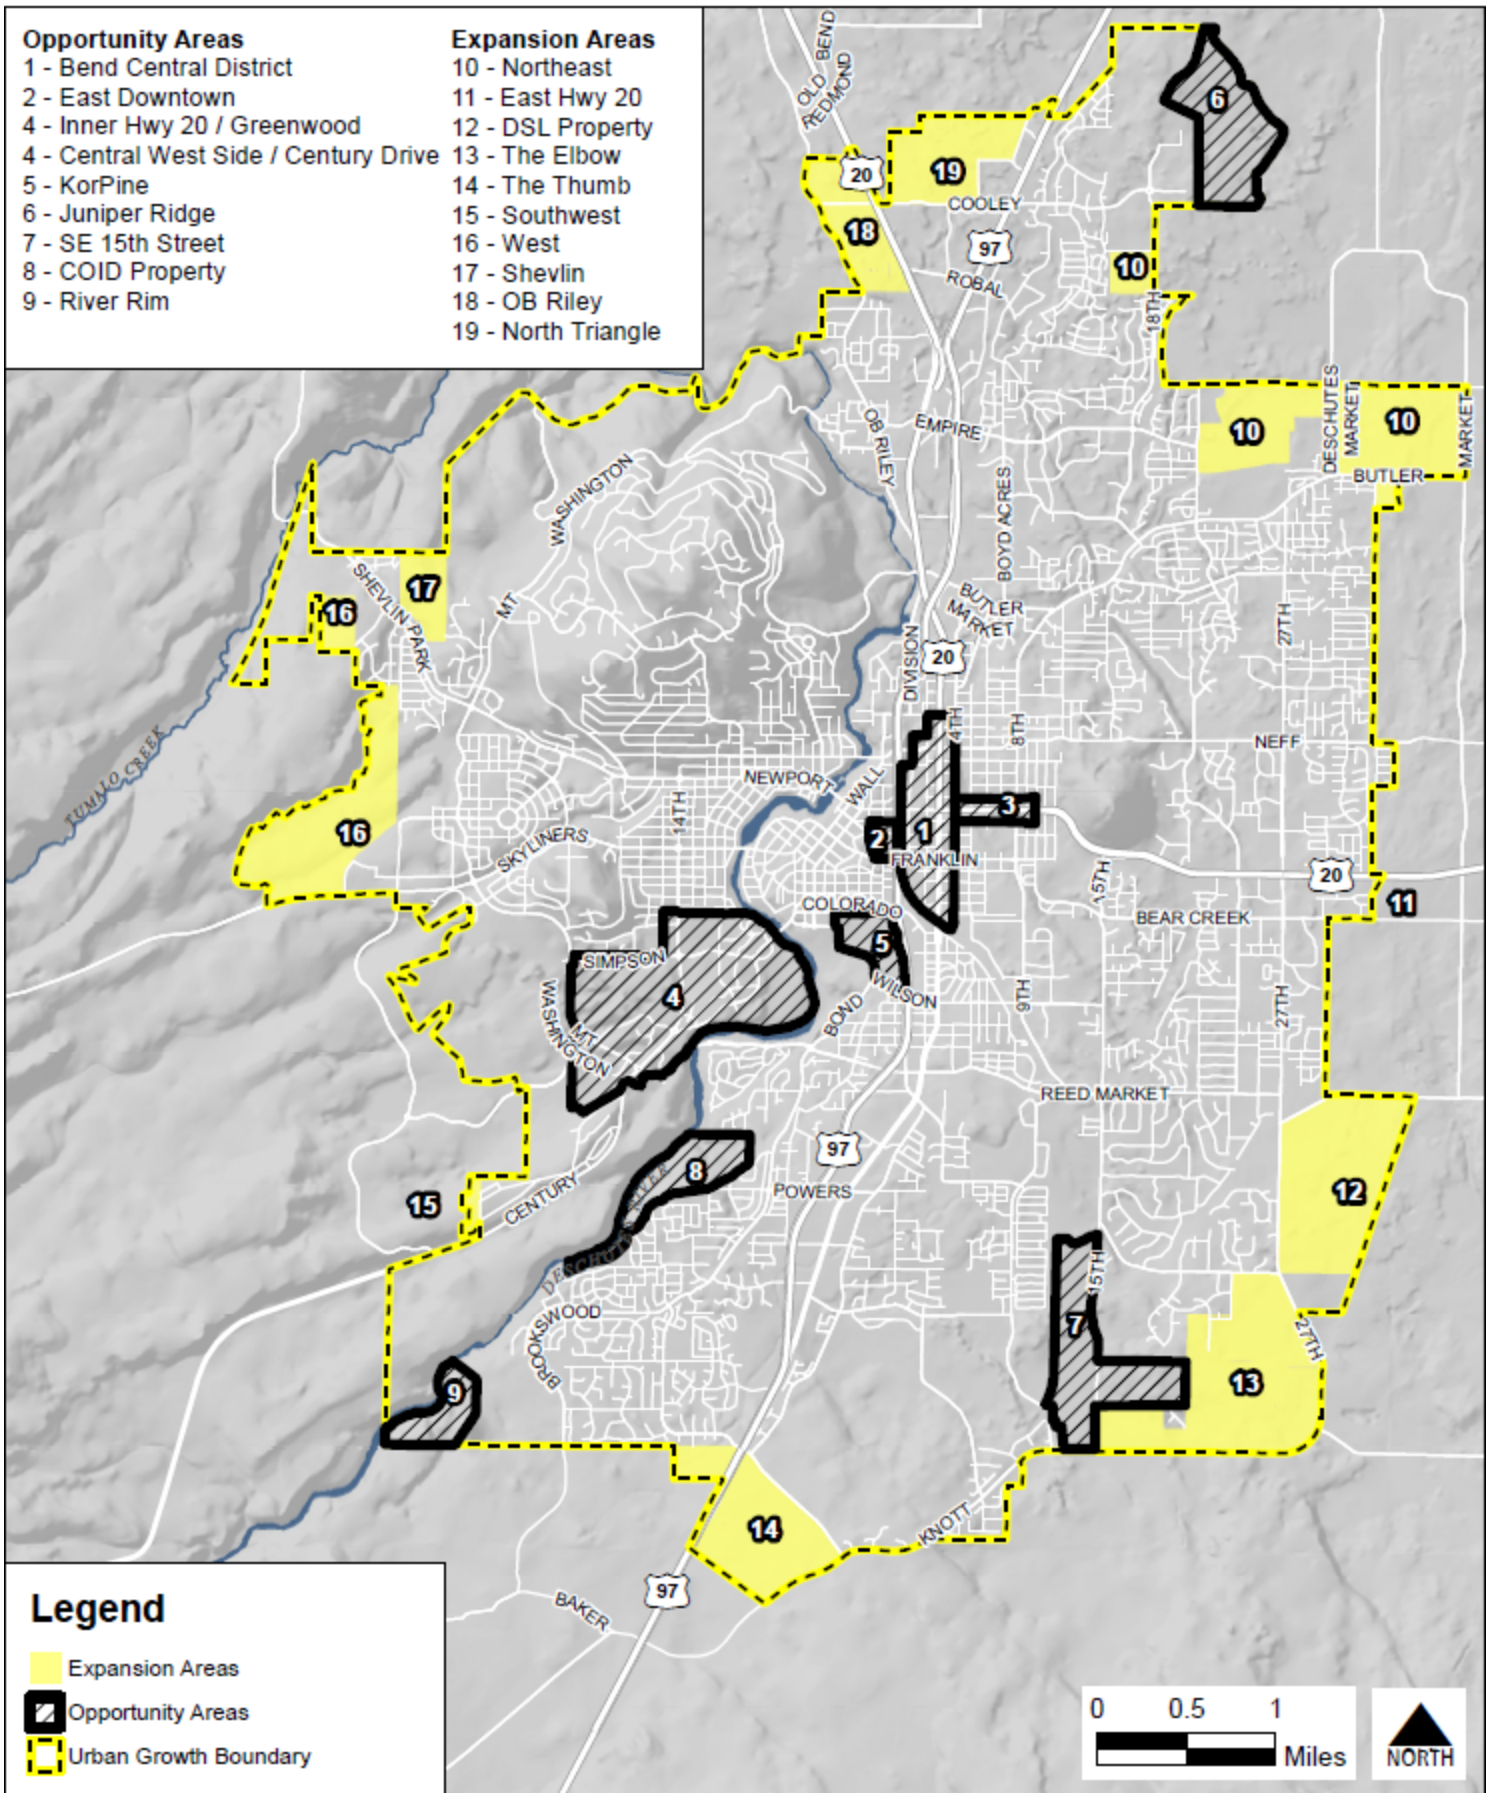 Opportunity Areas
1 - Bend Central District
2 - East Downtown
4 - Inner Hwy 20 / Greenwood
4 - Central West Side / Century Drive
5 - KorPine
6 - Juniper Ridge
7 - SE 15th Street
8 - COID Property
9 - River Rim
Expansion Areas
10 - Northeast
11 - East Hwy 20
12 - DSL Property
13 - The Elbow
14 - The Thumb
15 - Southwest
16 - West
17 - Shevlin
18 - OB Riley
19 - North Triangle
OLD BEND
REDMOND
6
20
19
COOLEY
18
97
10
ROBAL
18TH
DESCHUTES
MARKET
10
10
MARKET
OB RILEY
EMPIRE
BUTLER
WASHINGTON
BOYD ACRES
SHEVLIN PARK
17
16
MT
BUTLER
MARKET
27TH
DIVISION
20
4TH
8TH
NEFF
TUMALO CREEK
NEWPORT
WALL
14TH
3
16
SKYLINERS
2
1
FRANKLIN
20
15TH
11
COLORADO
BEAR CREEK
5
SIMPSON
4
WILSON
9TH
27TH
WASHINGTON
MT
BOND
REED MARKET
97
8
POWERS
12
15
CENTURY
DESCHUTES RIVER
15TH
BROOKSWOOD
7
27TH
9
13
14
KNOTT
97
BAKER
Legend
Expansion Areas
Opportunity Areas
Urban Growth Boundary
0 0.5 1
Miles
NORTH